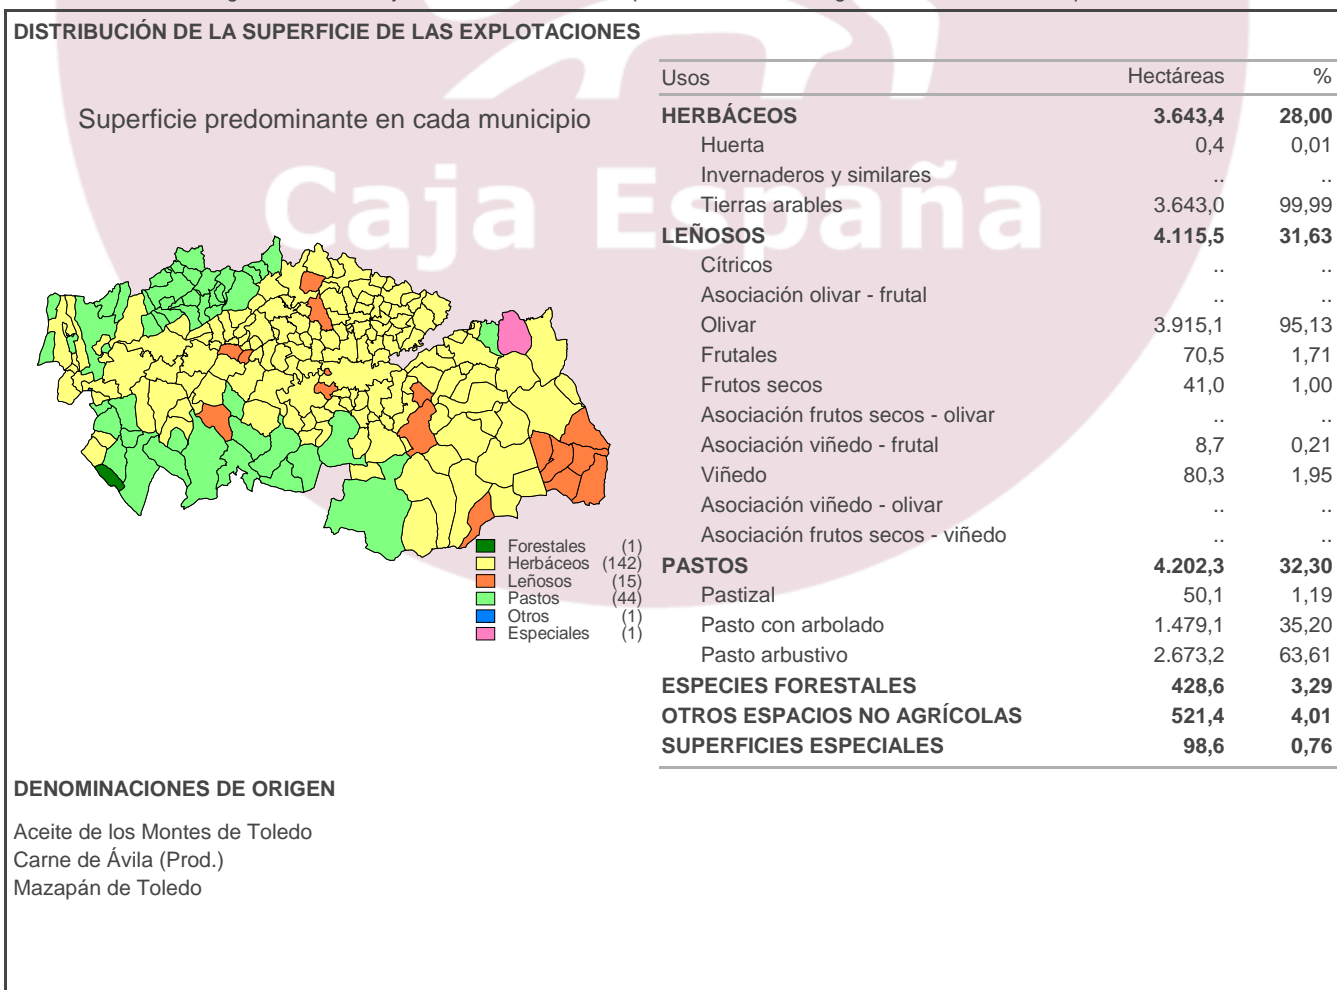 DISTRIBUCIÓN DE LA SUPERFICIE DE LAS EXPLOTACIONES
Superficie predominante en cada municipio
Caja España
Forestales (1)
Herbáceos (142)
Leñosos (15)
Pastos (44)
Otros (1)
Especiales (1)
Usos Hectáreas %
HERBÁCEOS 3.643,4 28,00
Huerta 0,4 0,01
Invernaderos y similares .. ..
Tierras arables 3.643,0 99,99
LEÑOSOS 4.115,5 31,63
Cítricos .. ..
Asociación olivar - frutal .. ..
Olivar 3.915,1 95,13
Frutales 70,5 1,71
Frutos secos 41,0 1,00
Asociación frutos secos - olivar .. ..
Asociación viñedo - frutal 8,7 0,21
Viñedo 80,3 1,95
Asociación viñedo - olivar .. ..
Asociación frutos secos - viñedo .. ..
PASTOS 4.202,3 32,30
Pastizal 50,1 1,19
Pasto con arbolado 1.479,1 35,20
Pasto arbustivo 2.673,2 63,61
ESPECIES FORESTALES 428,6 3,29
OTROS ESPACIOS NO AGRÍCOLAS 521,4 4,01
SUPERFICIES ESPECIALES 98,6 0,76
DENOMINACIONES DE ORIGEN
Aceite de los Montes de Toledo
Carne de Ávila (Prod.)
Mazapán de Toledo